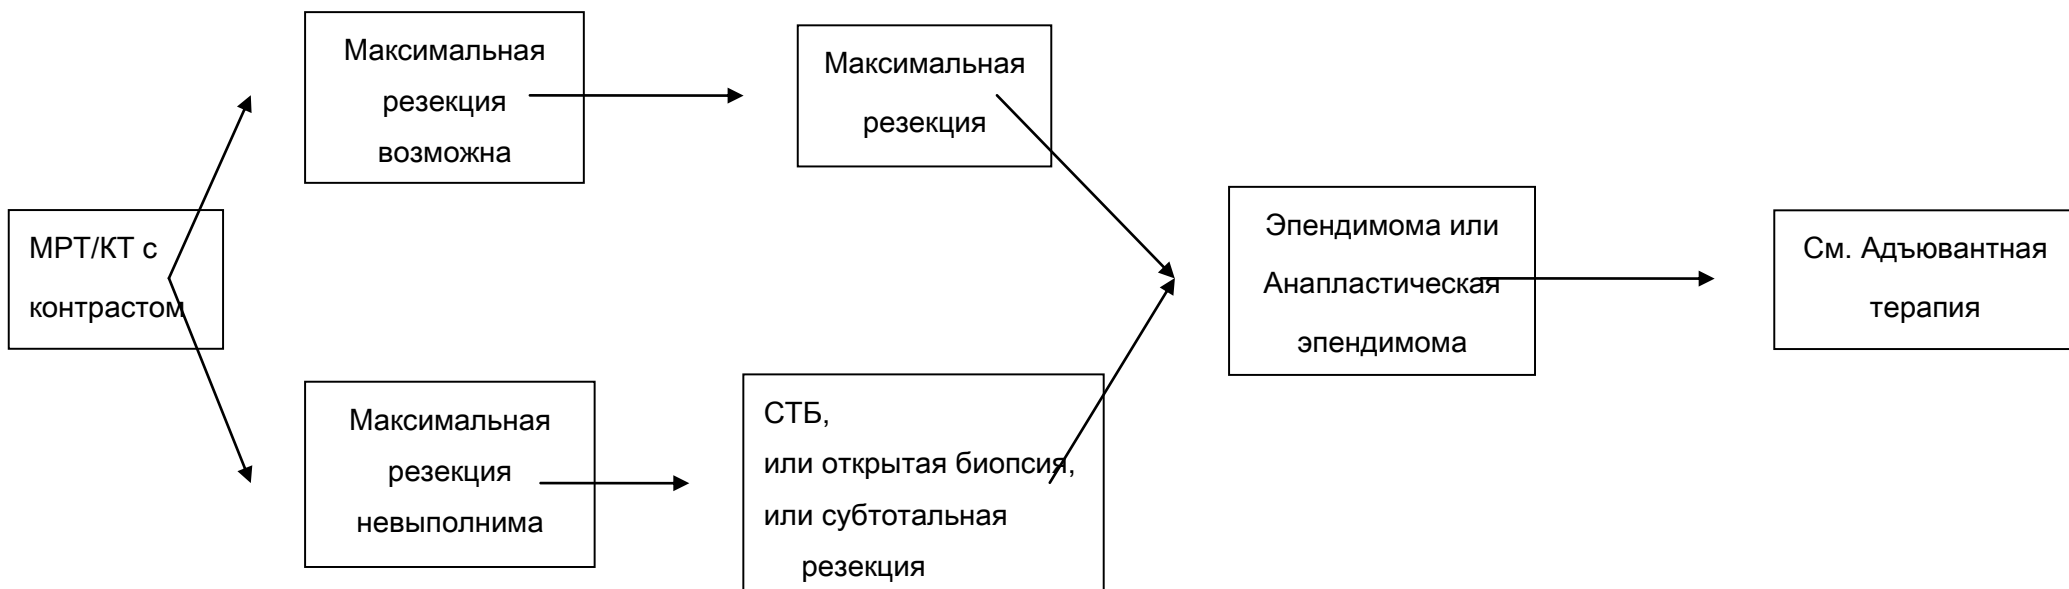 Максимальная
резекция
возможна
Максимальная
резекция
МРТ/КТ с
контрастом
Эпендимома или
Анапластическая
эпендимома
См. Адъювантная
терапия
Максимальная
резекция
невыполнима
СТБ,
или открытая биопсия,
или субтотальная
резекция